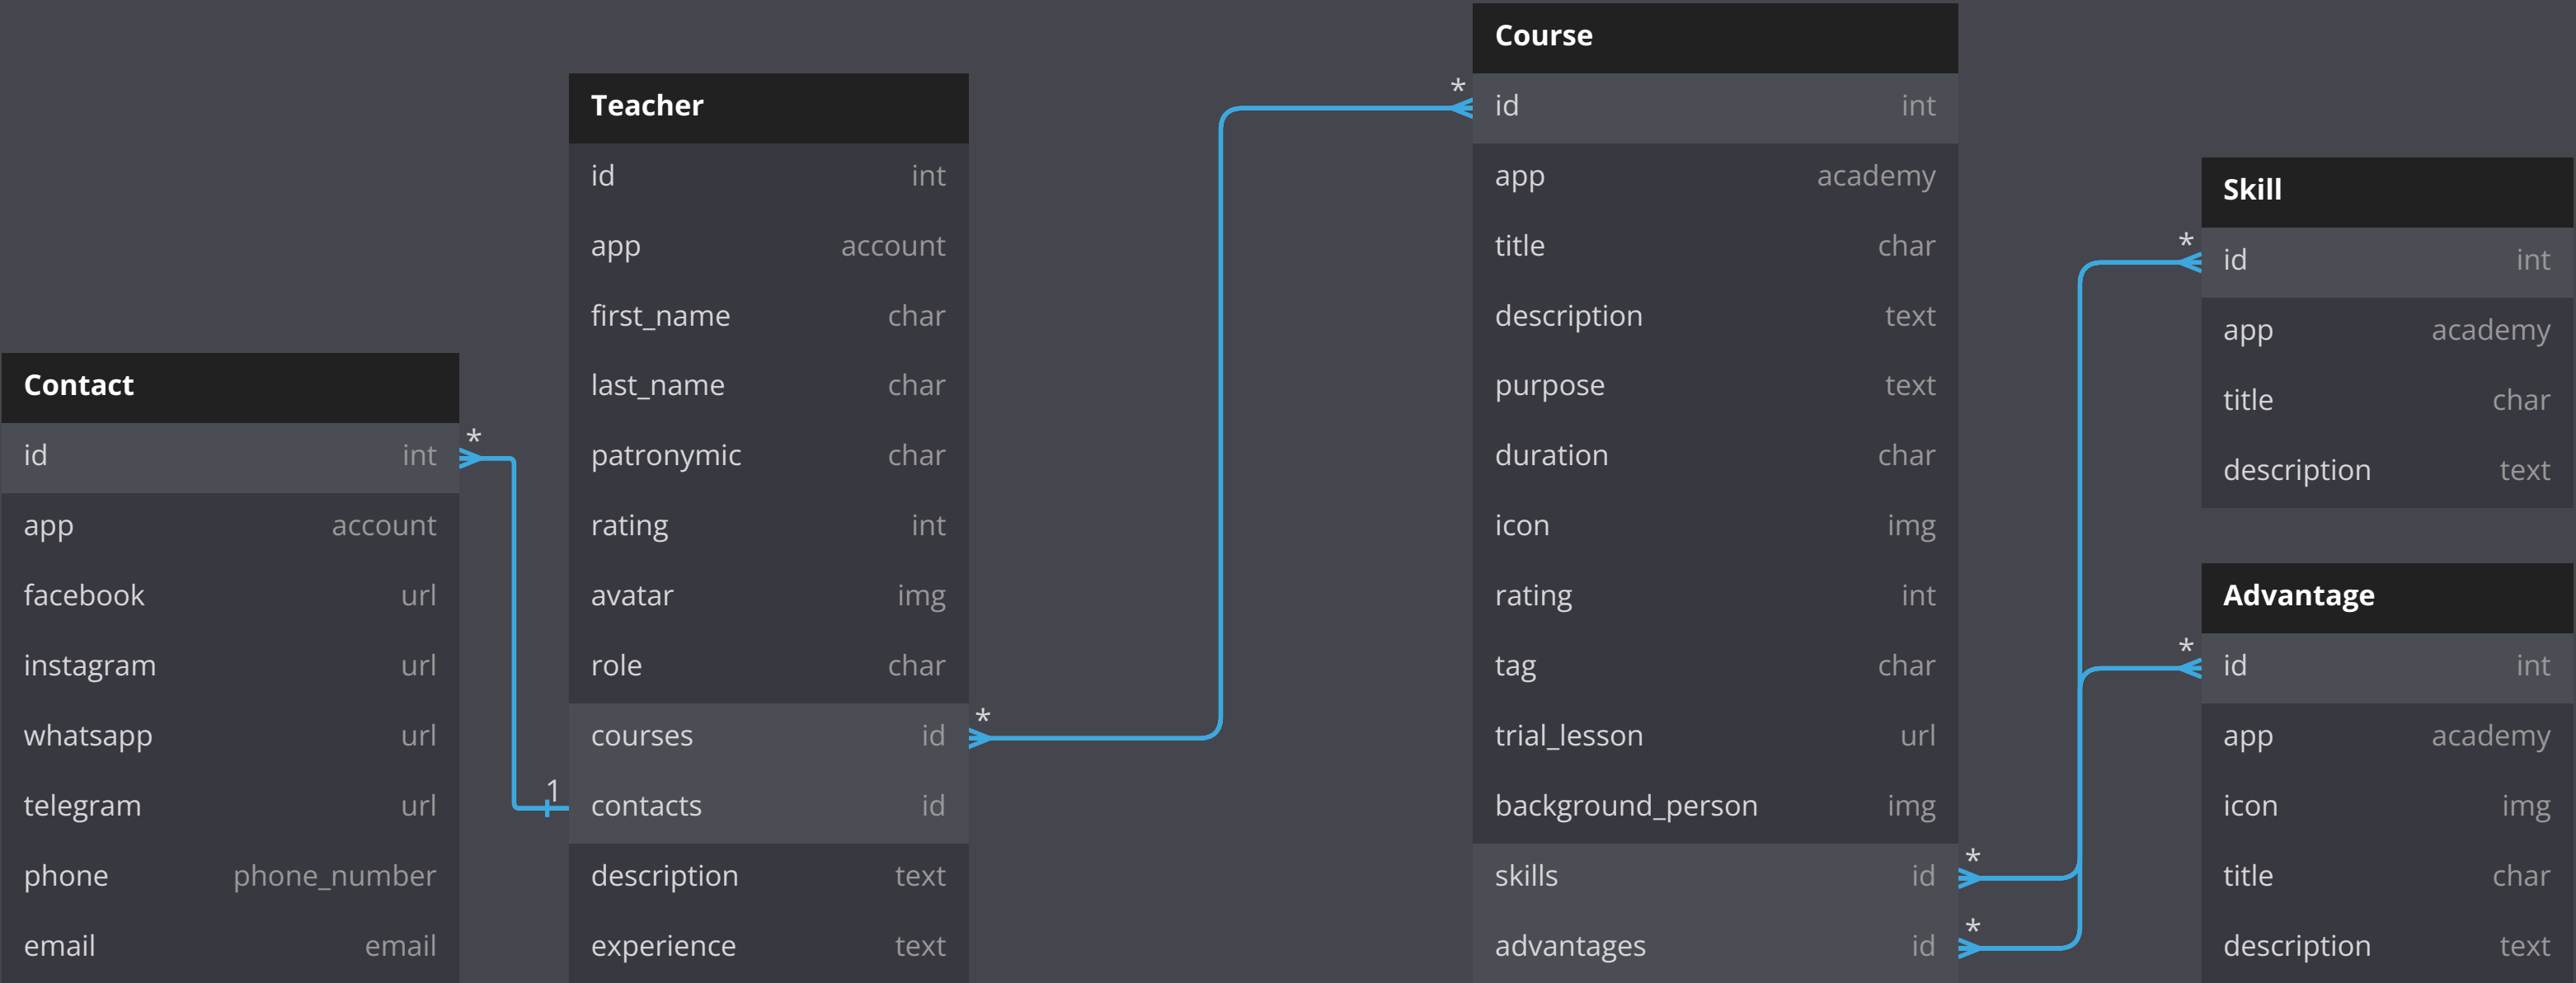 Contact
id int
app account
facebook url
instagram url
whatsapp url
telegram url
phone phone_number
email email
*
1
Teacher
id int
app account
first_name char
last_name char
patronymic char
rating int
avatar img
role char
courses id
contacts id
description text
experience text
*
*
Course
id int
app academy
title char
description text
purpose text
duration char
icon img
rating int
tag char
trial_lesson url
background_person img
skills id
advantages id
*
*
*
Skill
id int
app academy
title char
description text
*
Advantage
id int
app academy
icon img
title char
description text